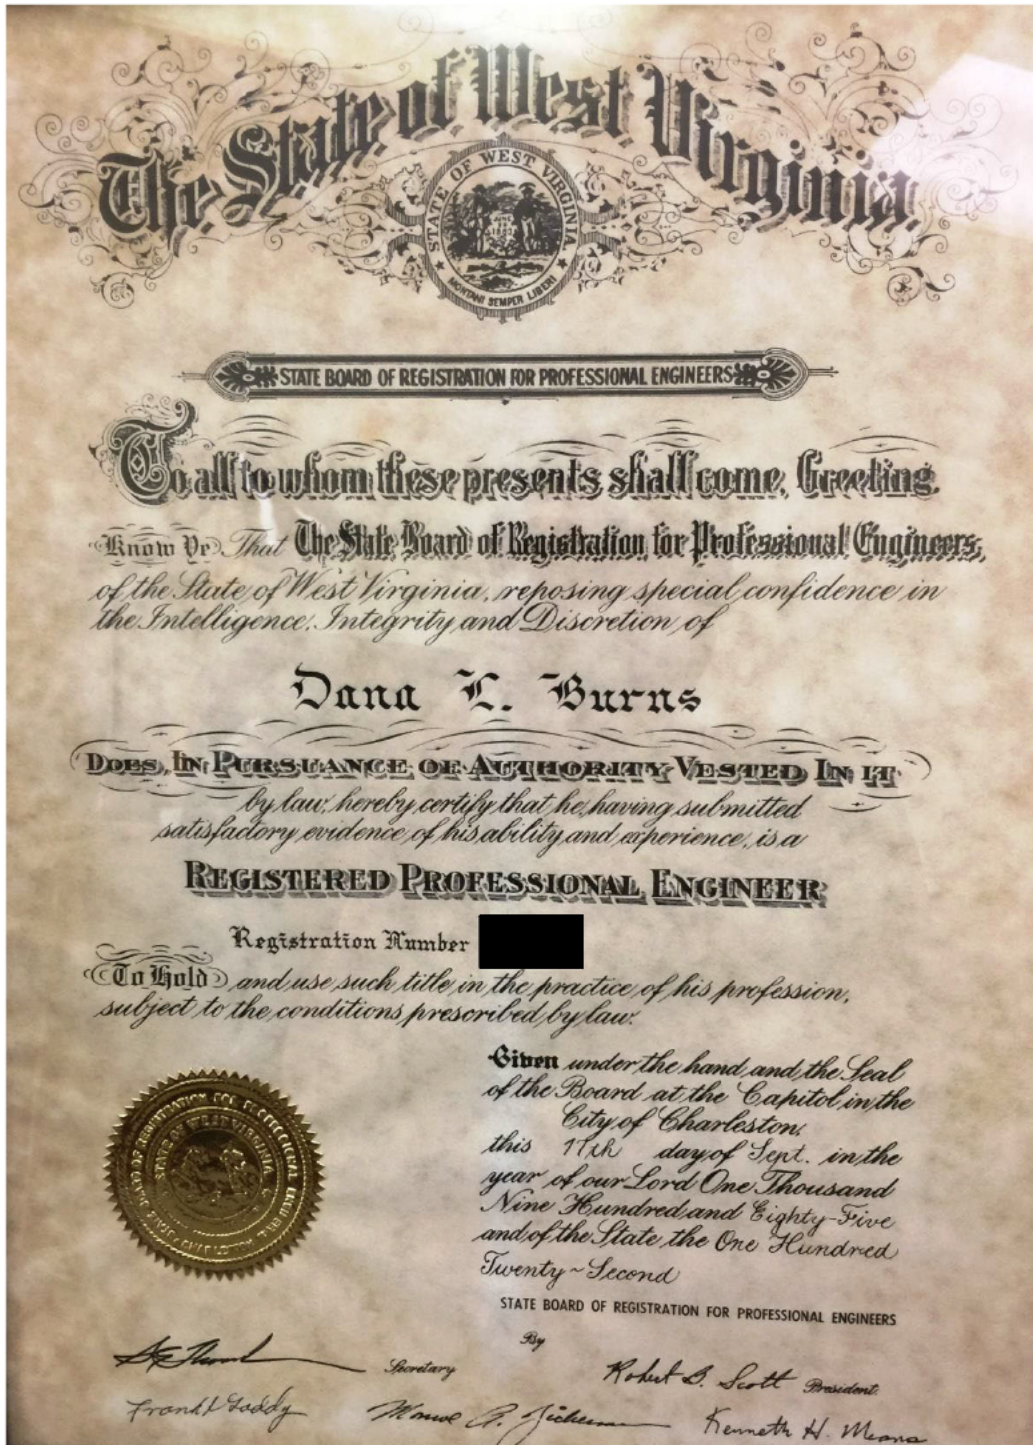 The State of West Virginia
STATE OF WEST VIRGINIA
MONTANI SEMPER LIBERI
STATE BOARD OF REGISTRATION FOR PROFESSIONAL ENGINEERS
To all to whom these presents shall come, Greeting.
Know Ye, That The State Board of Registration for Professional Engineers,
of the State of West Virginia, reposing special confidence in
the Intelligence, Integrity and Discretion of
Dana L. Burns
DOES, IN PURSUANCE OF AUTHORITY VESTED IN IT
by law, hereby certify that he, having submitted
satisfactory evidence of his ability and experience, is a
REGISTERED PROFESSIONAL ENGINEER
Registration Number
To Hold and use such title in the practice of his profession,
subject to the conditions prescribed by law.
Given under the hand and the Seal
of the Board at the Capitol in the
City of Charleston,
this 17th day of Sept. in the
year of our Lord One Thousand
Nine Hundred and Eighty-Five
and of the State the One Hundred
Twenty~Second
STATE BOARD OF REGISTRATION FOR PROFESSIONAL ENGINEERS
By
Secretary
Robert B. Scott President
Kenneth H. Means
STATE OF WEST VIRGINIA